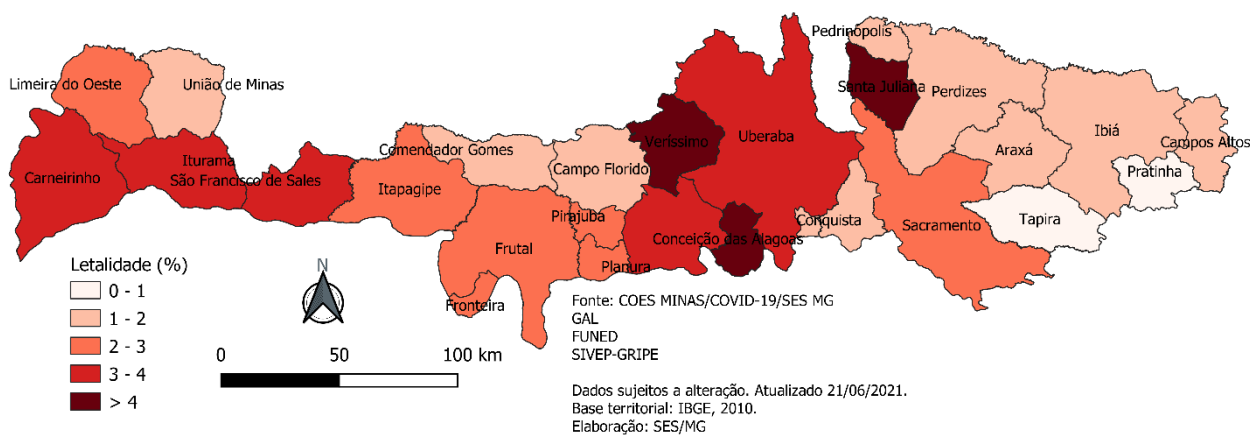 Pedrinópolis
Limeira do Oeste
União de Minas
Santa Juliana
Perdizes
Veríssimo
Uberaba
Ibiá
Campos Altos
Comendador Gomes
Iturama
Araxá
Carneirinho
São Francisco de Sales
Itapagipe
Campo Florido
Pratinha
Pirajuba
Conquista
Tapira
Sacramento
Conceição das Alagoas
Frutal
Planura
Fronteira
Letalidade (%)
0 - 1
1 - 2
2 - 3
3 - 4
> 4
N
0 50 100 km
Fonte: COES MINAS/COVID-19/SES MG
GAL
FUNED
SIVEP-GRIPE
Dados sujeitos a alteração. Atualizado 21/06/2021.
Base territorial: IBGE, 2010.
Elaboração: SES/MG